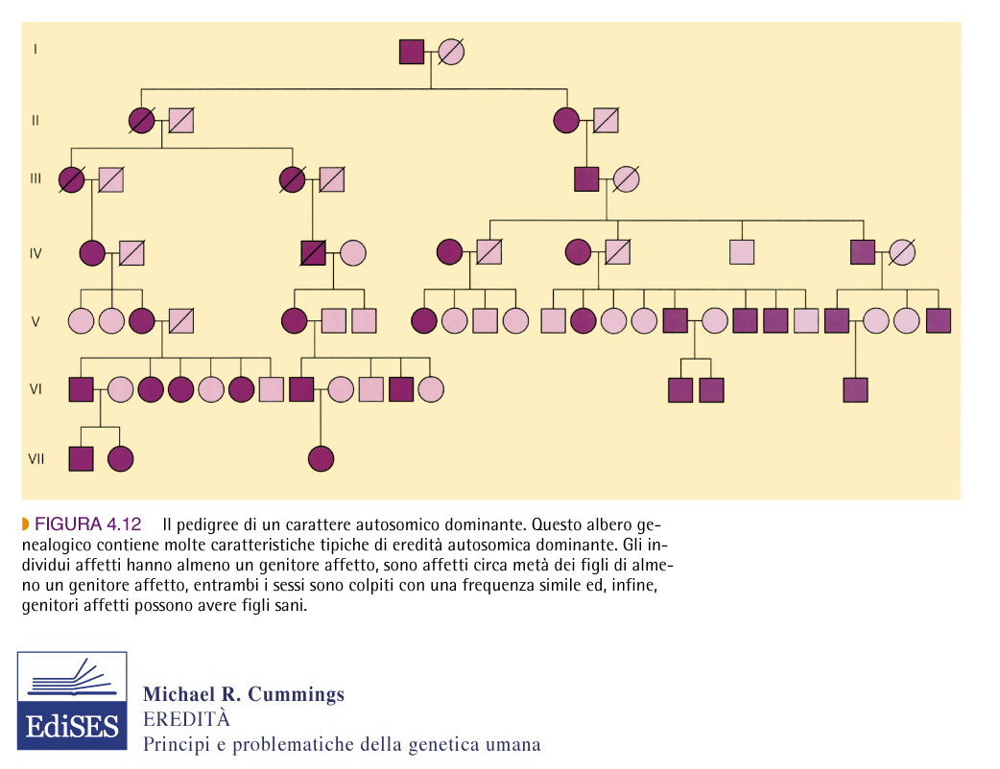 I
II
III
IV
V
VI
VII
FIGURA 4.12 Il pedigree di un carattere autosomico dominante. Questo albero ge-
nealogico contiene molte caratteristiche tipiche di eredità autosomica dominante. Gli in-
dividui affetti hanno almeno un genitore affetto, sono affetti circa metà dei figli di alme-
no un genitore affetto, entrambi i sessi sono colpiti con una frequenza simile ed, infine,
genitori affetti possono avere figli sani.
EdiSES
Michael R. Cummings
EREDITÀ
Principi e problematiche della genetica umana